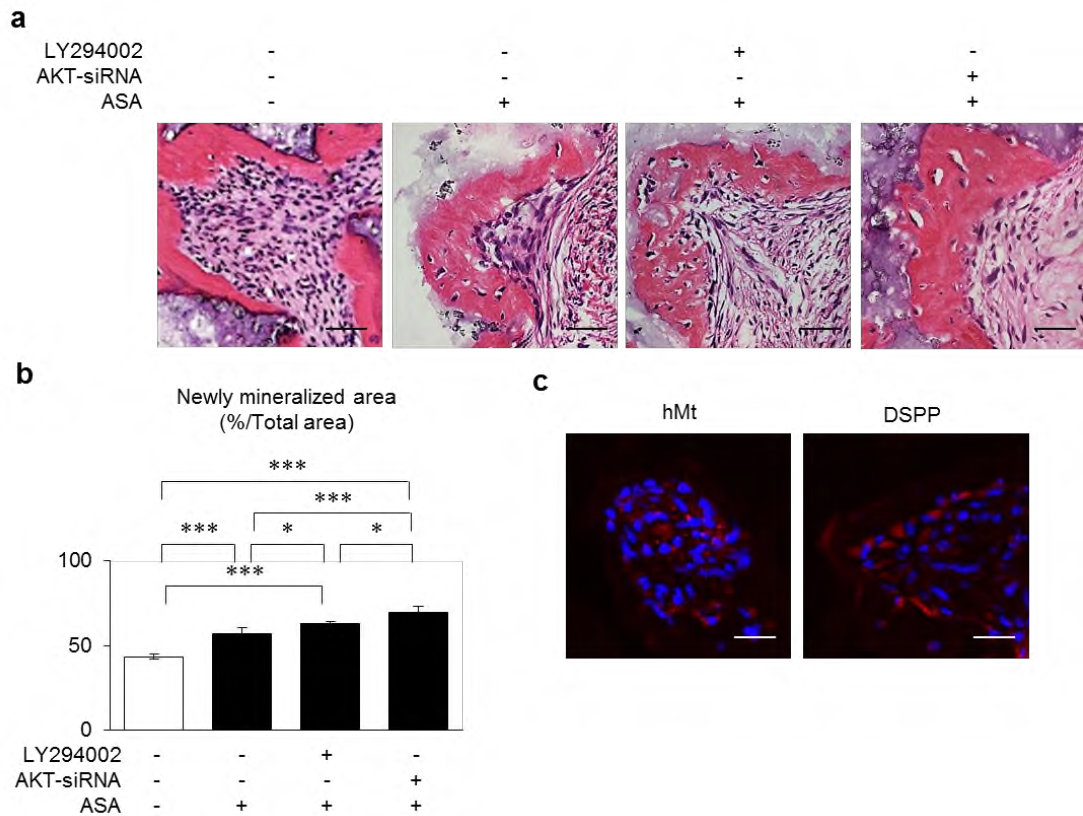 a
LY294002 - - + -
AKT-siRNA - - - +
ASA - + + +
b
Newly mineralized area
(%/Total area)
***
***
*** * *
***
100
50
0
LY294002 - - + -
AKT-siRNA - - - +
ASA - + + +
c
hMt DSPP